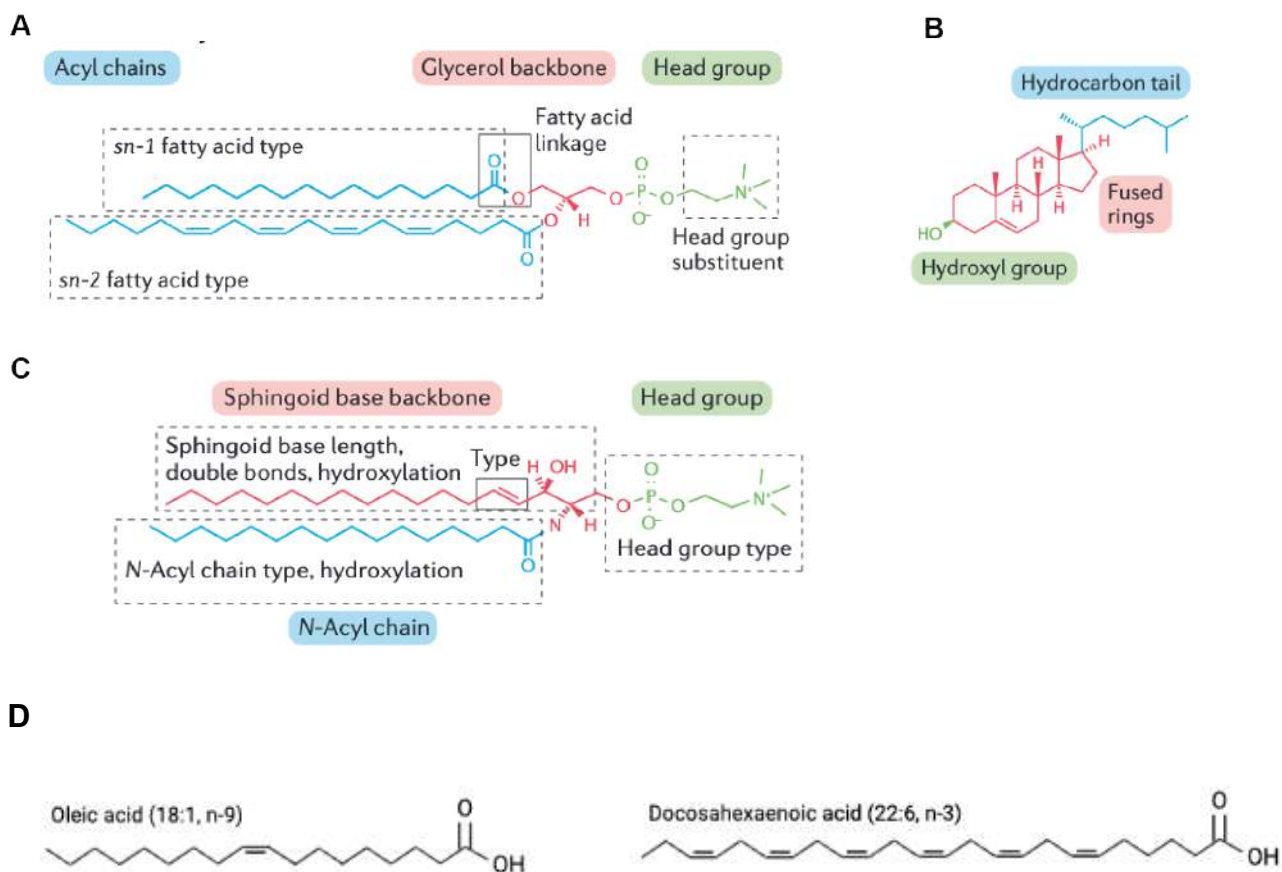 A
Acyl chains
Glycerol backbone
Head group
Fatty acid
linkage
sn-1 fatty acid type
O
O
O
P
O
O⁻
N⁺
O
H
O
Head group
substituent
sn-2 fatty acid type
B
Hydrocarbon tail
H
H
H
H
HO
Fused
rings
Hydroxyl group
C
Sphingoid base backbone
Head group
Sphingoid base length,
double bonds, hydroxylation
Type
H
OH
O
O
P
O
O⁻
N⁺
N
H
O
Head group type
N-Acyl chain type, hydroxylation
N-Acyl chain
D
Oleic acid (18:1, n-9)
O
OH
Docosahexaenoic acid (22:6, n-3)
O
OH